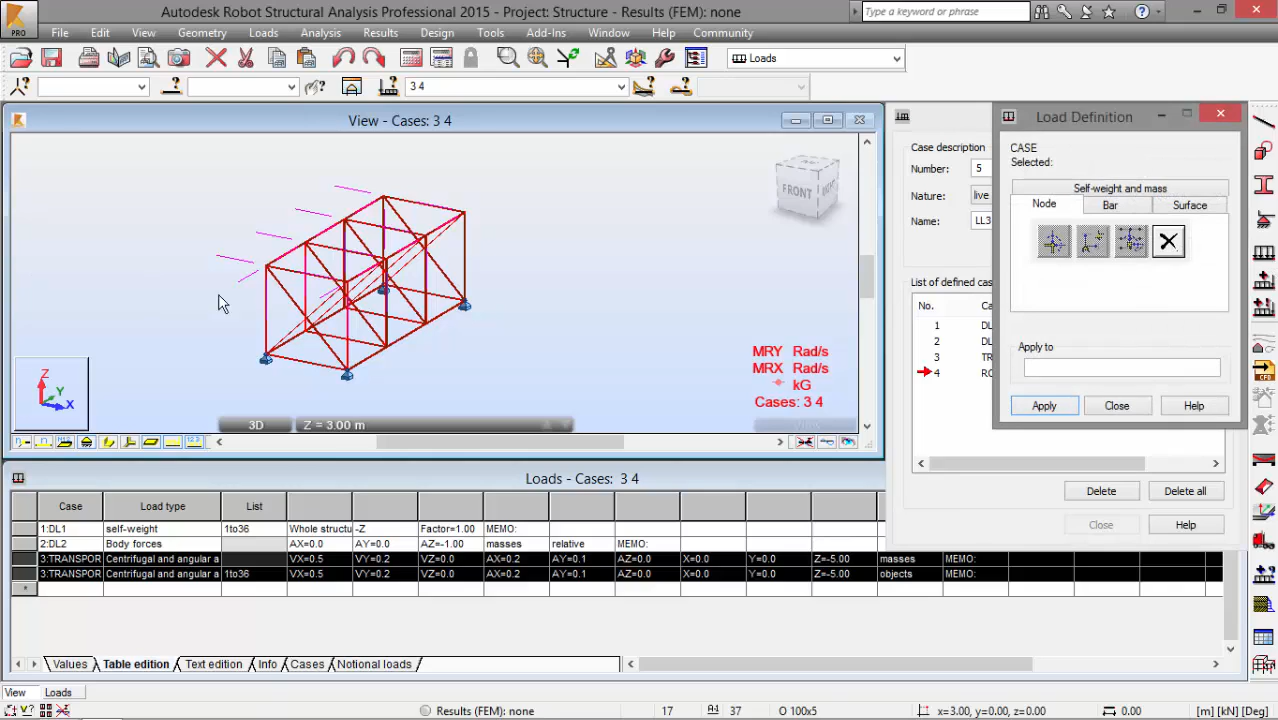 Autodesk Robot Structural Analysis Professional 2015 - Project: Structure - Results (FEM): none
Type a keyword or phrase
PRO
File Edit View Geometry Loads Analysis Results Design Tools Add-Ins Window Help Community
Loads
3 4
View - Cases: 3 4
FRONT
Z
Y
X
MRY Rad/s
MRX Rad/s
kG
Cases: 3 4
3D
Z = 3.00 m
Case description
Number: 5
Nature: live
Name: LL3
List of defined cas
No. Ca
1 DL
2 DL
3 TR
4 RO
Delete Delete all
Close Help
Load Definition
CASE
Selected:
Self-weight and mass
Node Bar Surface
Apply to
Apply Close Help
Loads - Cases: 3 4
Case Load type List
1:DL1 self-weight 1to36 Whole structu -Z Factor=1.00 MEMO:
2:DL2 Body forces AX=0.0 AY=0.0 AZ=-1.00 masses relative MEMO:
3:TRANSPOR Centrifugal and angular a VX=0.5 VY=0.2 VZ=0.0 AX=0.2 AY=0.1 AZ=0.0 X=0.0 Y=0.0 Z=-5.00 masses MEMO:
3:TRANSPOR Centrifugal and angular a 1to36 VX=0.5 VY=0.2 VZ=0.0 AX=0.2 AY=0.1 AZ=0.0 X=0.0 Y=0.0 Z=-5.00 objects MEMO:
Values Table edition Text edition Info Cases Notional loads
View Loads
Results (FEM): none 17 37 O 100x5 x=3.00, y=0.00, z=0.00 0.00 [m] [kN] [Deg]